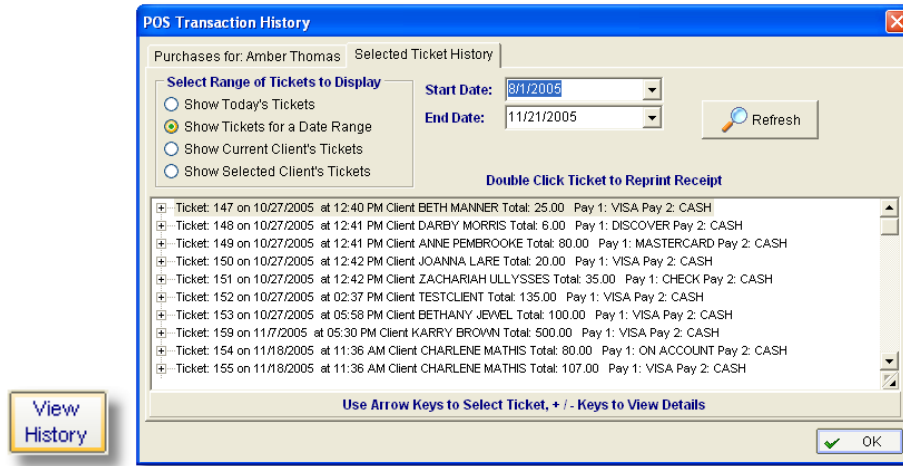 POS Transaction History
Purchases for: Amber Thomas Selected Ticket History
Select Range of Tickets to Display
Show Today's Tickets
Show Tickets for a Date Range
Show Current Client's Tickets
Show Selected Client's Tickets
Start Date: 8/1/2005
End Date: 11/21/2005
Refresh
Double Click Ticket to Reprint Receipt
Ticket: 147 on 10/27/2005 at 12:40 PM Client BETH MANNER Total: 25.00 Pay 1: VISA Pay 2: CASH
Ticket: 148 on 10/27/2005 at 12:41 PM Client DARBY MORRIS Total: 6.00 Pay 1: DISCOVER Pay 2: CASH
Ticket: 149 on 10/27/2005 at 12:41 PM Client ANNE PEMBROOKE Total: 80.00 Pay 1: MASTERCARD Pay 2: CASH
Ticket: 150 on 10/27/2005 at 12:42 PM Client JOANNA LARE Total: 20.00 Pay 1: VISA Pay 2: CASH
Ticket: 151 on 10/27/2005 at 12:42 PM Client ZACHARIAH ULLYSSES Total: 35.00 Pay 1: CHECK Pay 2: CASH
Ticket: 152 on 10/27/2005 at 02:37 PM Client TESTCLIENT Total: 135.00 Pay 1: VISA Pay 2: CASH
Ticket: 153 on 10/27/2005 at 05:58 PM Client BETHANY JEWEL Total: 100.00 Pay 1: VISA Pay 2: CASH
Ticket: 159 on 11/7/2005 at 05:30 PM Client KARRY BROWN Total: 500.00 Pay 1: VISA Pay 2: CASH
Ticket: 154 on 11/18/2005 at 11:36 AM Client CHARLENE MATHIS Total: 80.00 Pay 1: ON ACCOUNT Pay 2: CASH
Ticket: 155 on 11/18/2005 at 11:36 AM Client CHARLENE MATHIS Total: 107.00 Pay 1: VISA Pay 2: CASH
Use Arrow Keys to Select Ticket, + / - Keys to View Details
OK
View
History